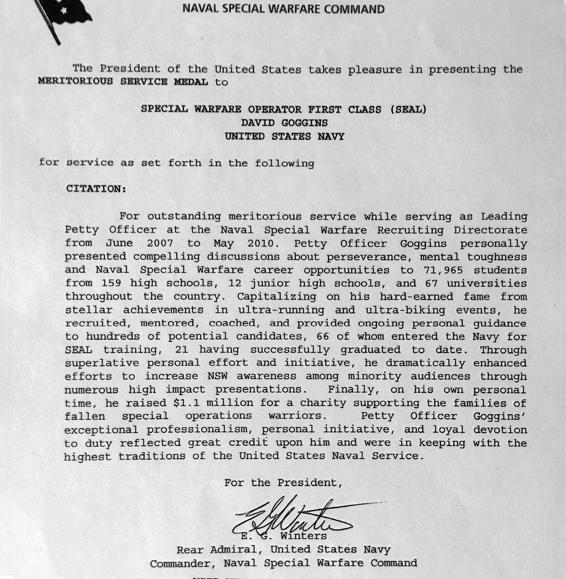 NAVAL SPECIAL WARFARE COMMAND
The President of the United States takes pleasure in presenting the
MERITORIOUS SERVICE MEDAL to
SPECIAL WARFARE OPERATOR FIRST CLASS (SEAL)
DAVID GOGGINS
UNITED STATES NAVY
for service as set forth in the following
CITATION:
For outstanding meritorious service while serving as Leading
Petty Officer at the Naval Special Warfare Recruiting Directorate
from June 2007 to May 2010. Petty Officer Goggins personally
presented compelling discussions about perseverance, mental toughness
and Naval Special Warfare career opportunities to 71,965 students
from 159 high schools, 12 junior high schools, and 67 universities
throughout the country. Capitalizing on his hard-earned fame from
stellar achievements in ultra-running and ultra-biking events, he
recruited, mentored, coached, and provided ongoing personal guidance
to hundreds of potential candidates, 66 of whom entered the Navy for
SEAL training, 21 having successfully graduated to date. Through
superlative personal effort and initiative, he dramatically enhanced
efforts to increase NSW awareness among minority audiences through
numerous high impact presentations. Finally, on his own personal
time, he raised $1.1 million for a charity supporting the families of
fallen special operations warriors. Petty Officer Goggins'
exceptional professionalism, personal initiative, and loyal devotion
to duty reflected great credit upon him and were in keeping with the
highest traditions of the United States Naval Service.
For the President,
E. G. Winters
Rear Admiral, United States Navy
Commander, Naval Special Warfare Command